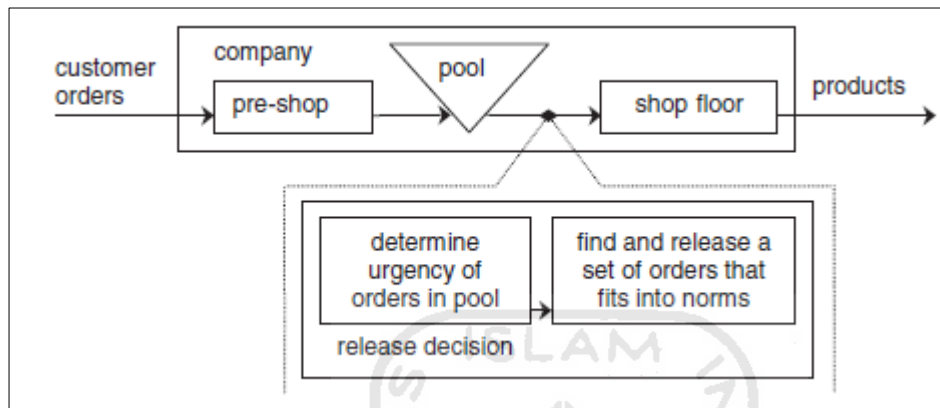 company
customer
orders
pool
pre-shop
shop floor
products
determine
urgency of
orders in pool
find and release a
set of orders that
fits into norms
release decision
ISLAM